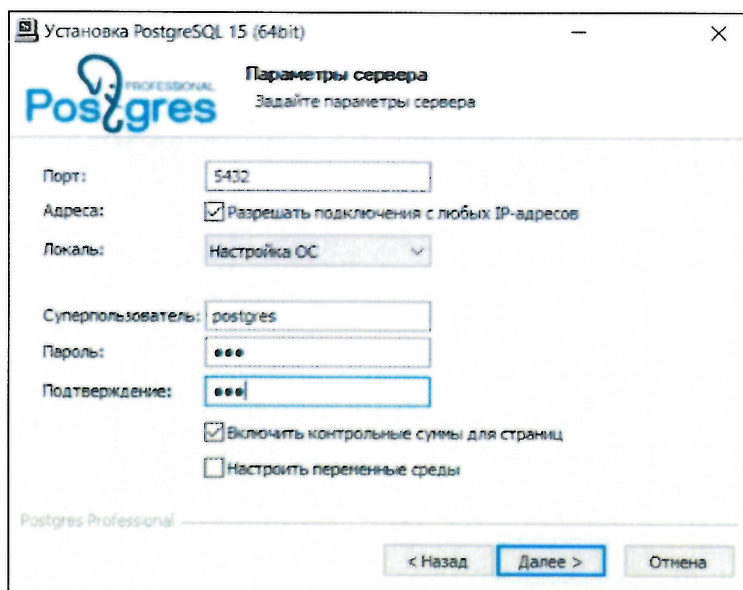 Установка PostgreSQL 15 (64bit)
PROFESSIONAL
Postgres
Параметры сервера
Задайте параметры сервера
Порт: 5432
Адреса: Разрешать подключения с любых IP-адресов
Локаль: Настройка ОС
Суперпользователь: postgres
Пароль: •••
Подтверждение: •••
Включить контрольные суммы для страниц
Настроить переменные среды
Postgres Professional
< Назад Далее > Отмена